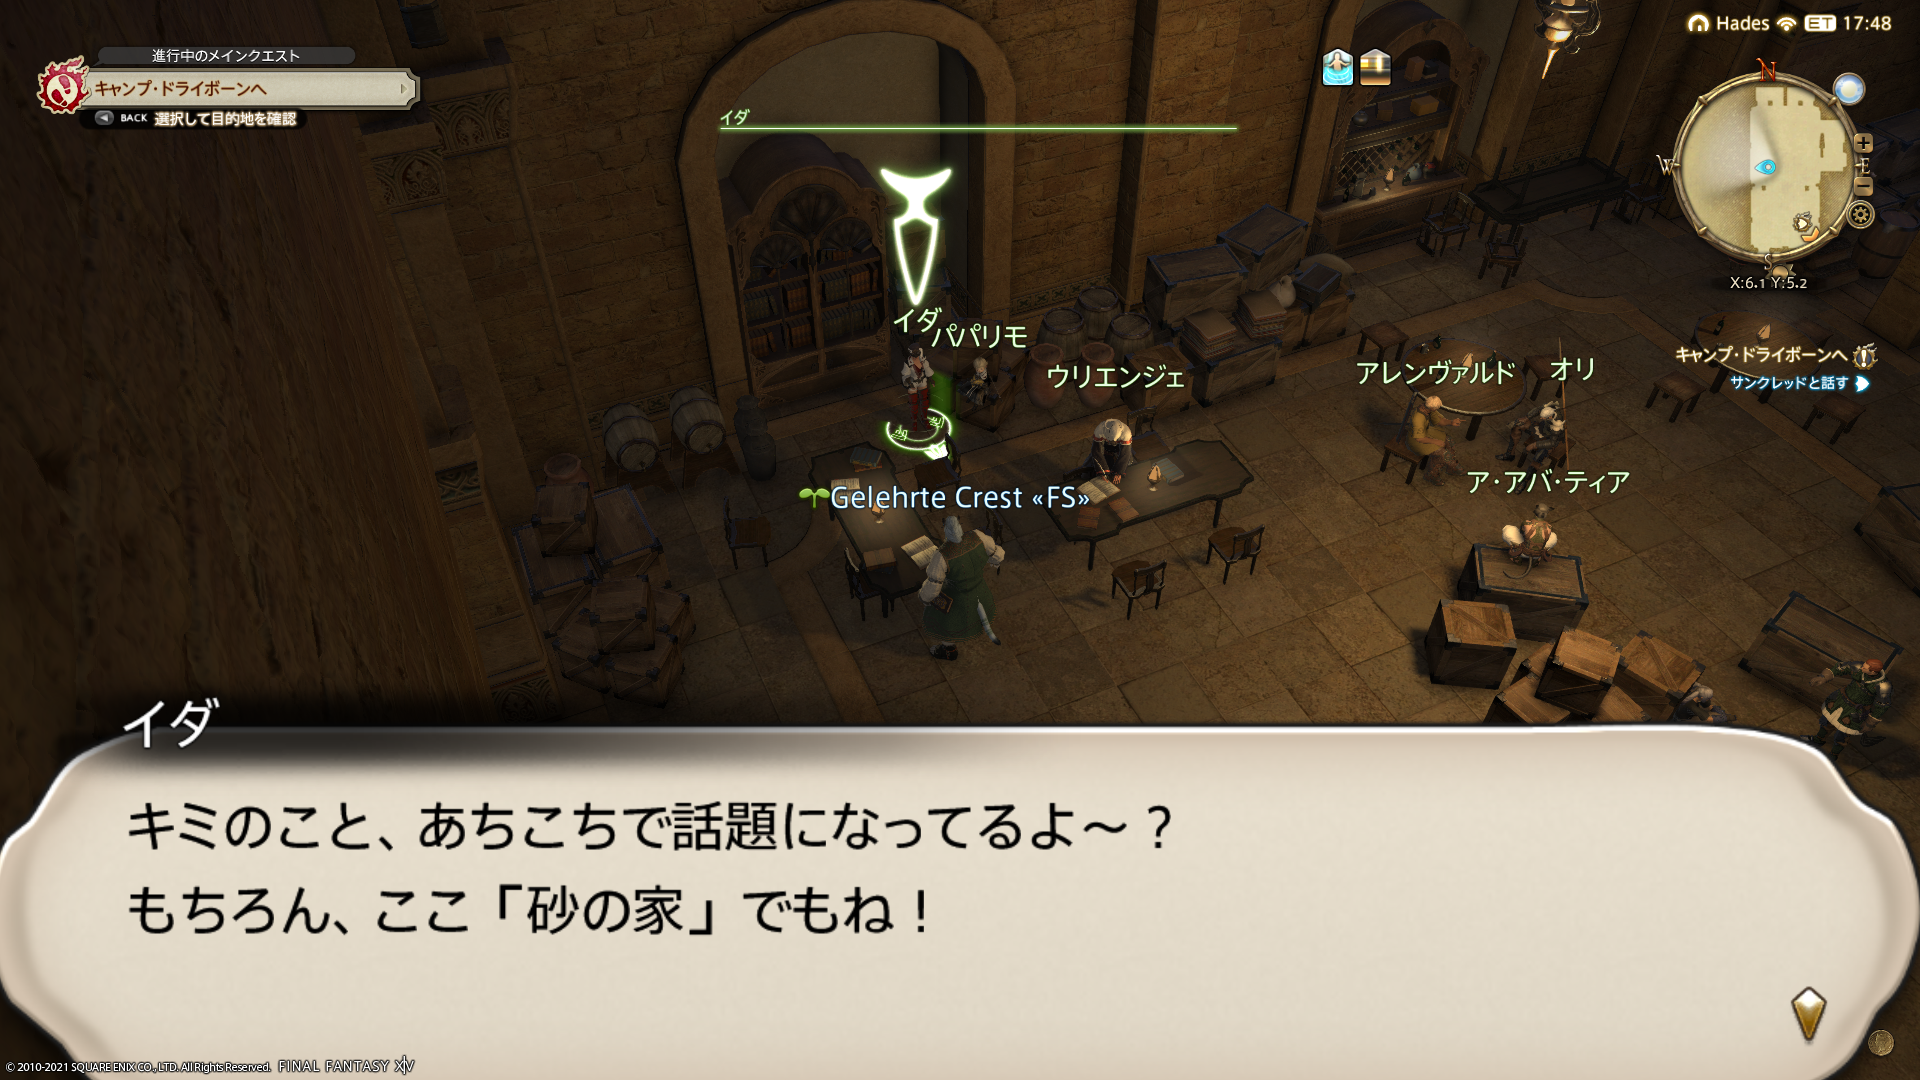 進行中のメインクエスト
キャンプ・ドライボーンへ
BACK 選択して目的地を確認
イダ
Hades ET 17:48
N
W
E
S
X:6.1 Y:5.2
キャンプ・ドライボーンへ
サンクレッドと話す
イダ
パパリモ
ウリエンジェ
アレンヴァルド
オリ
ア・アバ・ティア
Gelehrte Crest «FS»
イダ
キミのこと、あちこちで話題になってるよ～？
もちろん、ここ「砂の家」でもね！
© 2010-2021 SQUARE ENIX CO., LTD. All Rights Reserved. FINAL FANTASY XIV